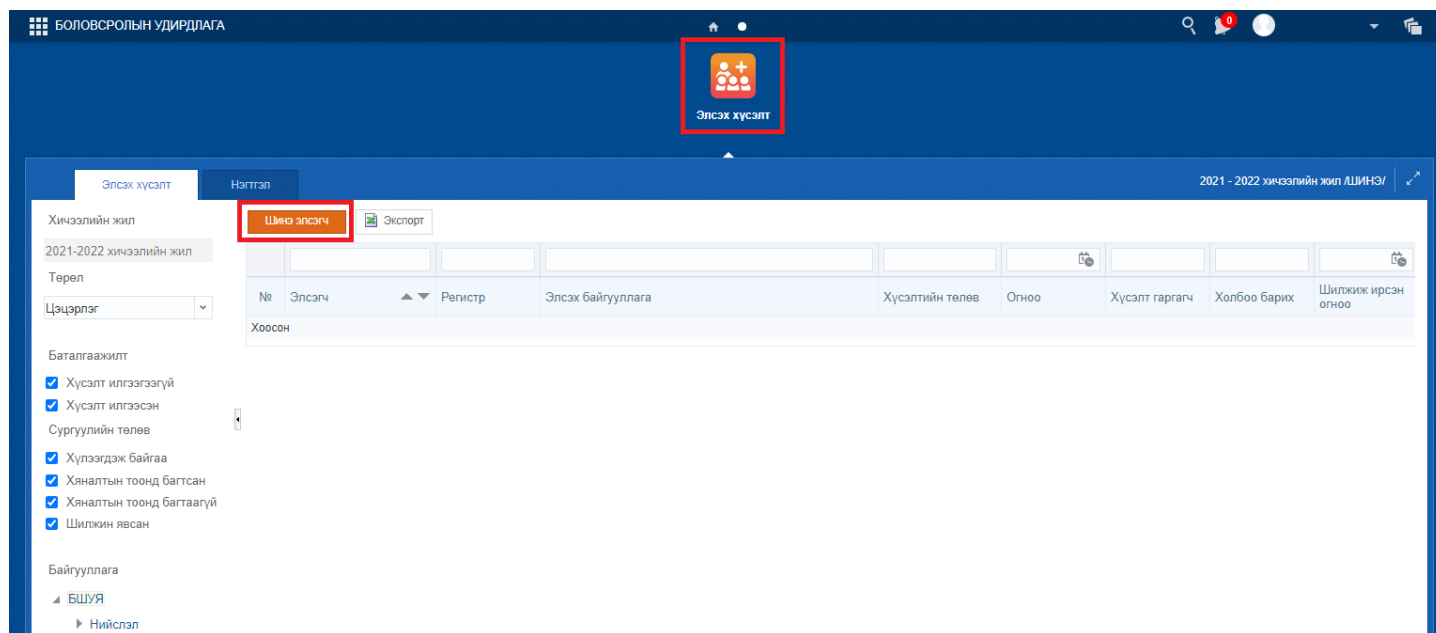 БОЛОВСРОЛЫН УДИРДЛАГА
0
Элсэх хүсэлт
Элсэх хүсэлт
Нэгтгэл
2021 - 2022 хичээлийн жил /ШИНЭ/
Хичээлийн жил
2021-2022 хичээлийн жил
Төрөл
Цэцэрлэг
Баталгаажилт
Хүсэлт илгээгээгүй
Хүсэлт илгээсэн
Сургуулийн төлөв
Хүлээгдэж байгаа
Хяналтын тоонд багтсан
Хяналтын тоонд багтаагүй
Шилжин явсан
Байгууллага
БШУЯ
Нийслэл
Шинэ элсэгч
Экспорт
№ Элсэгч Регистр Элсэх байгууллага Хүсэлтийн төлөв Огноо Хүсэлт гаргагч Холбоо барих Шилжиж ирсэн
огноо
Хоосон